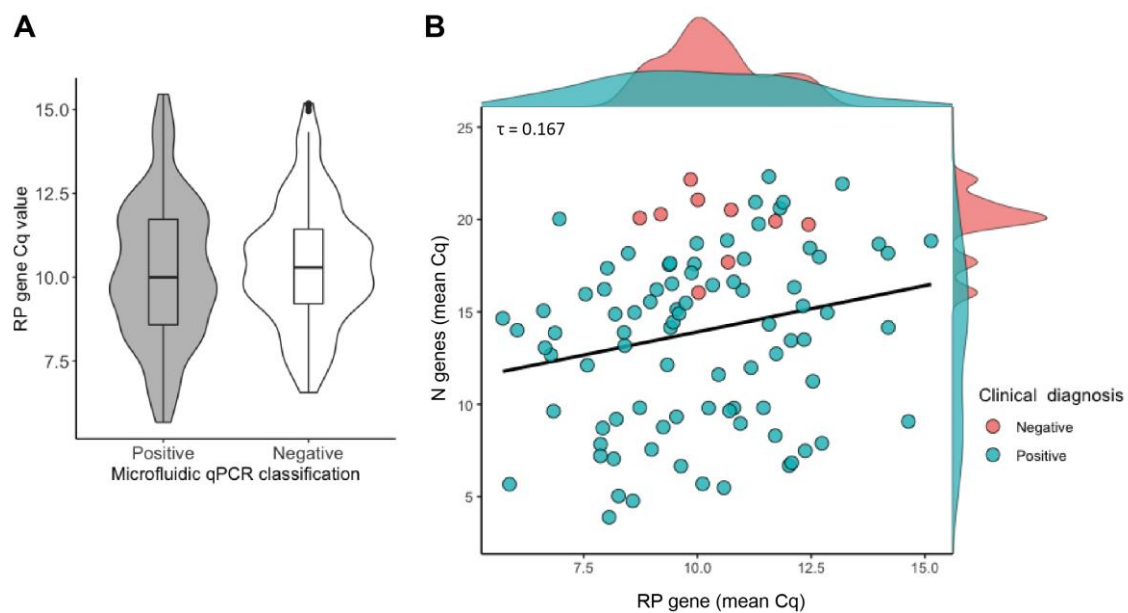 A
RP gene Cq value
15.0
12.5
10.0
7.5
Positive
Negative
Microfluidic qPCR classification
B
τ = 0.167
N genes (mean Cq)
25
20
15
10
5
7.5
10.0
12.5
15.0
RP gene (mean Cq)
Clinical diagnosis
Negative
Positive